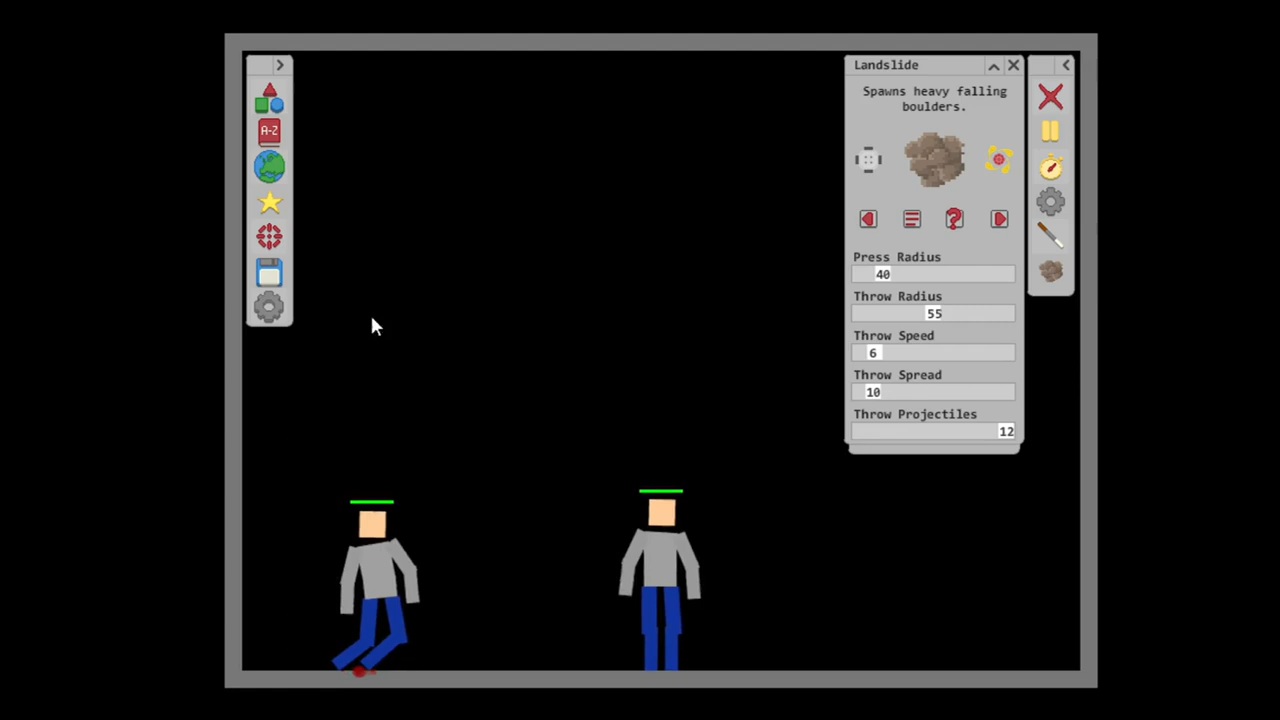 A-Z
Landslide
Spawns heavy falling
boulders.
Press Radius
40
Throw Radius
55
Throw Speed
6
Throw Spread
10
Throw Projectiles
12